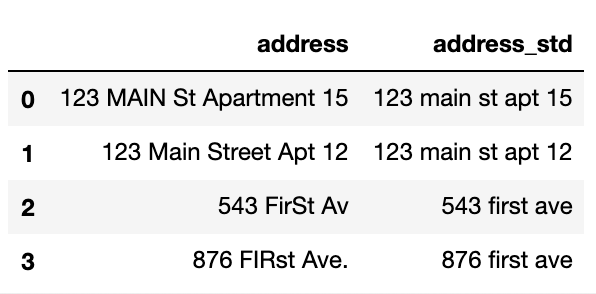 address address_std
0 123 MAIN St Apartment 15 123 main st apt 15
1 123 Main Street Apt 12 123 main st apt 12
2 543 FirSt Av 543 first ave
3 876 FIRst Ave. 876 first ave